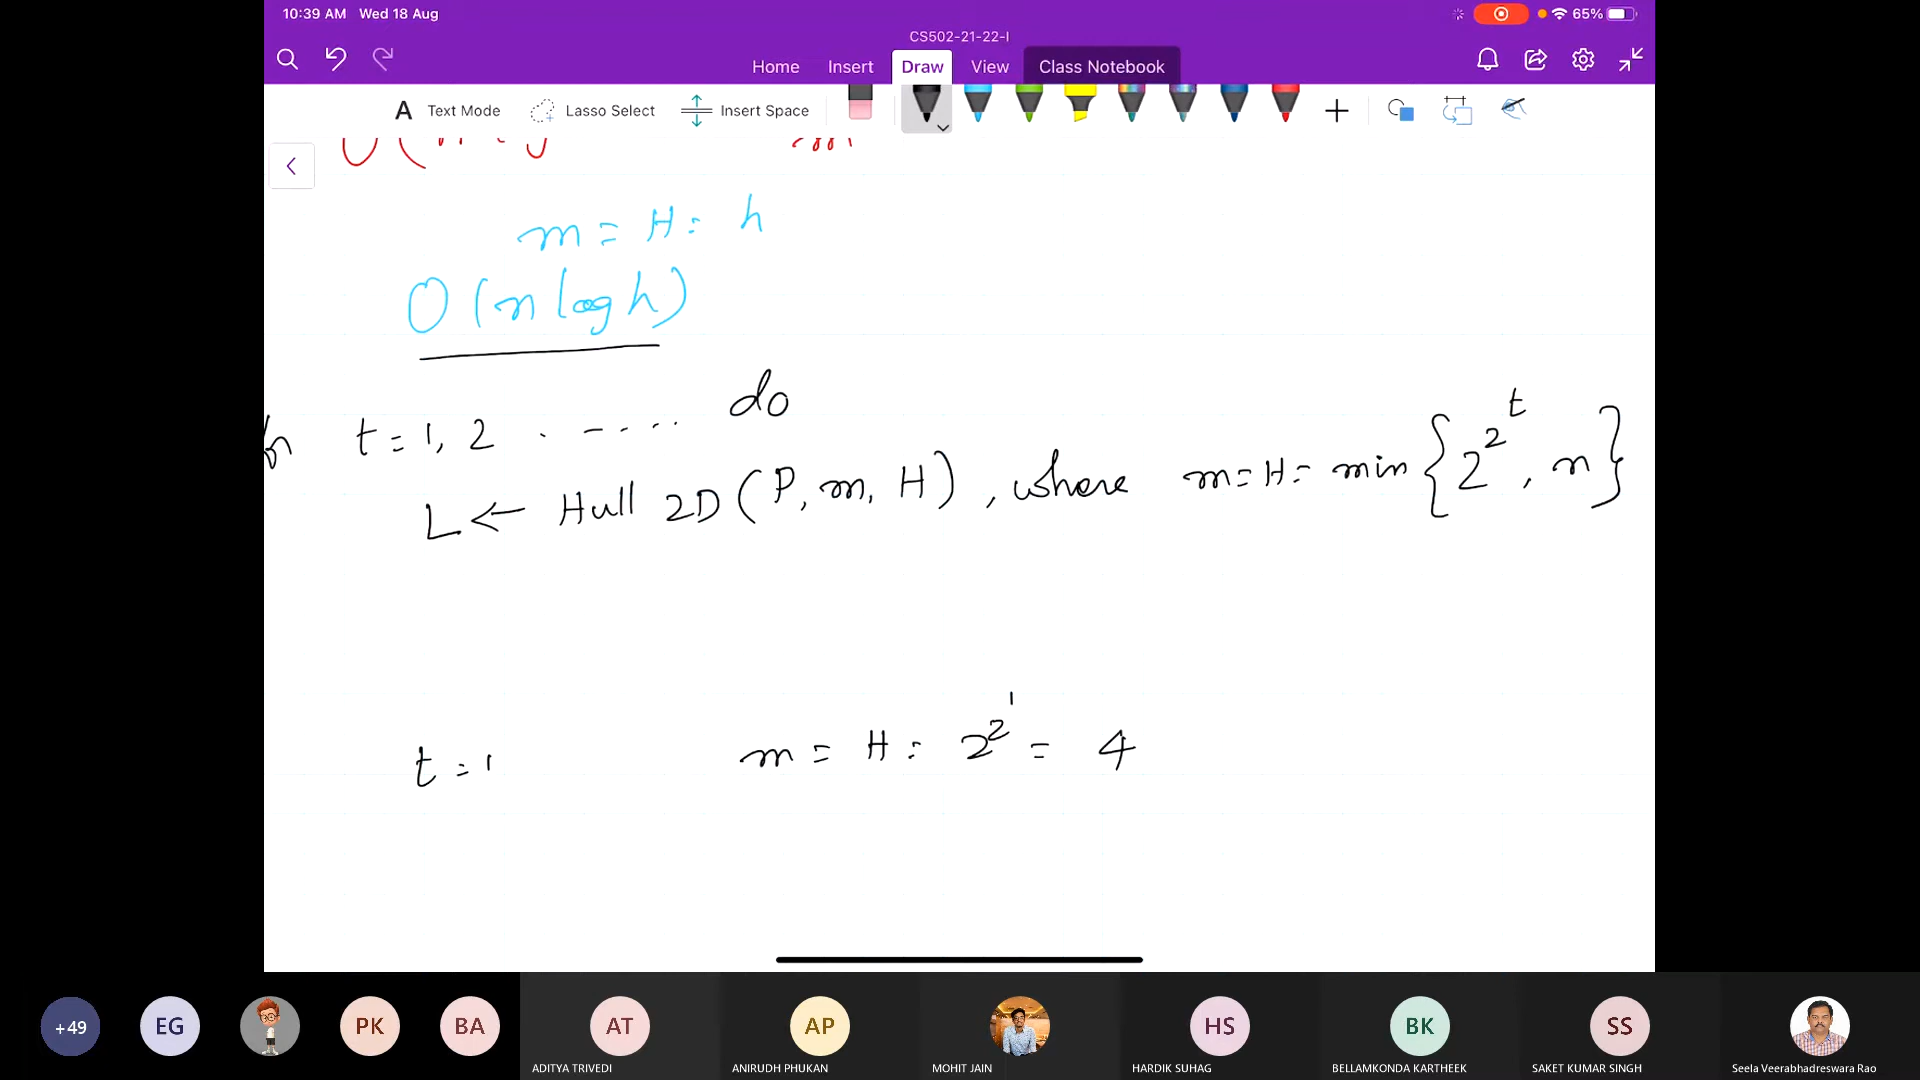 10:39 AM Wed 18 Aug
65%
CS502-21-22-I
Home Insert Draw View Class Notebook
A Text Mode Lasso Select Insert Space
m = H = h
O(n log h)
for t = 1, 2 . - - . . . do
L ← Hull 2D (P, m, H), where m = H = min {2^2^t, n}
t = 1 m = H = 2^2^1 = 4
+49 EG PK BA AT AP HS BK SS
ADITYA TRIVEDI ANIRUDH PHUKAN MOHIT JAIN HARDIK SUHAG BELLAMKONDA KARTHEEK SAKET KUMAR SINGH Seela Veerabhadreswara Rao